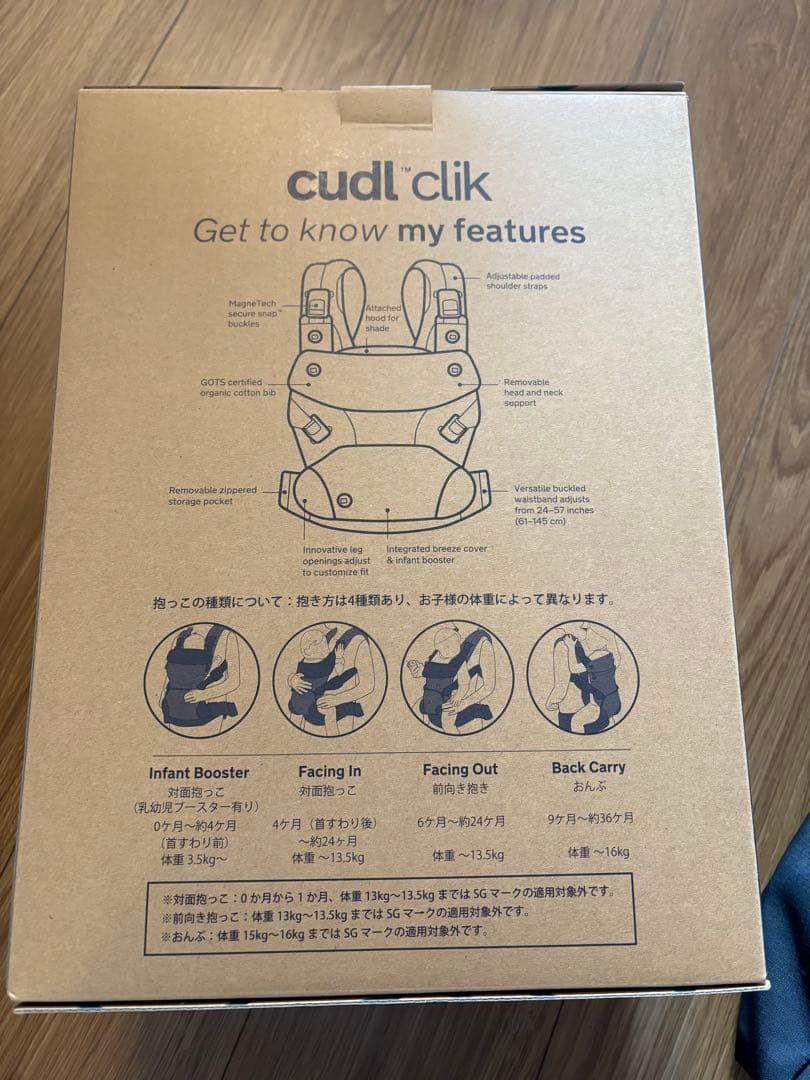 cudl™clik
Get to know my features
Adjustable padded
shoulder straps
MagneTech
secure snap™
buckles
Attached
hood for
shade
GOTS certified
organic cotton bib
Removable
head and neck
support
Removable zippered
storage pocket
Versatile buckled
waistband adjusts
from 24–57 inches
(61–145 cm)
Innovative leg
openings adjust
to customize fit
Integrated breeze cover
& infant booster
抱っこの種類について：抱き方は4種類あり、お子様の体重によって異なります。
Infant Booster
対面抱っこ
（乳幼児ブースター有り）
0ケ月〜約4ケ月
（首すわり前）
体重 3.5kg〜
Facing In
対面抱っこ
4ケ月（首すわり後）
〜約24ケ月
体重 〜13.5kg
Facing Out
前向き抱き
6ケ月〜約24ケ月
体重 〜13.5kg
Back Carry
おんぶ
9ケ月〜約36ケ月
体重 〜16kg
※対面抱っこ：0 か月から 1 か月、体重 13kg〜13.5kg までは SG マークの適用対象外です。
※前向き抱っこ：体重 13kg〜13.5kg までは SG マークの適用対象外です。
※おんぶ：体重 15kg〜16kg までは SG マークの適用対象外です。